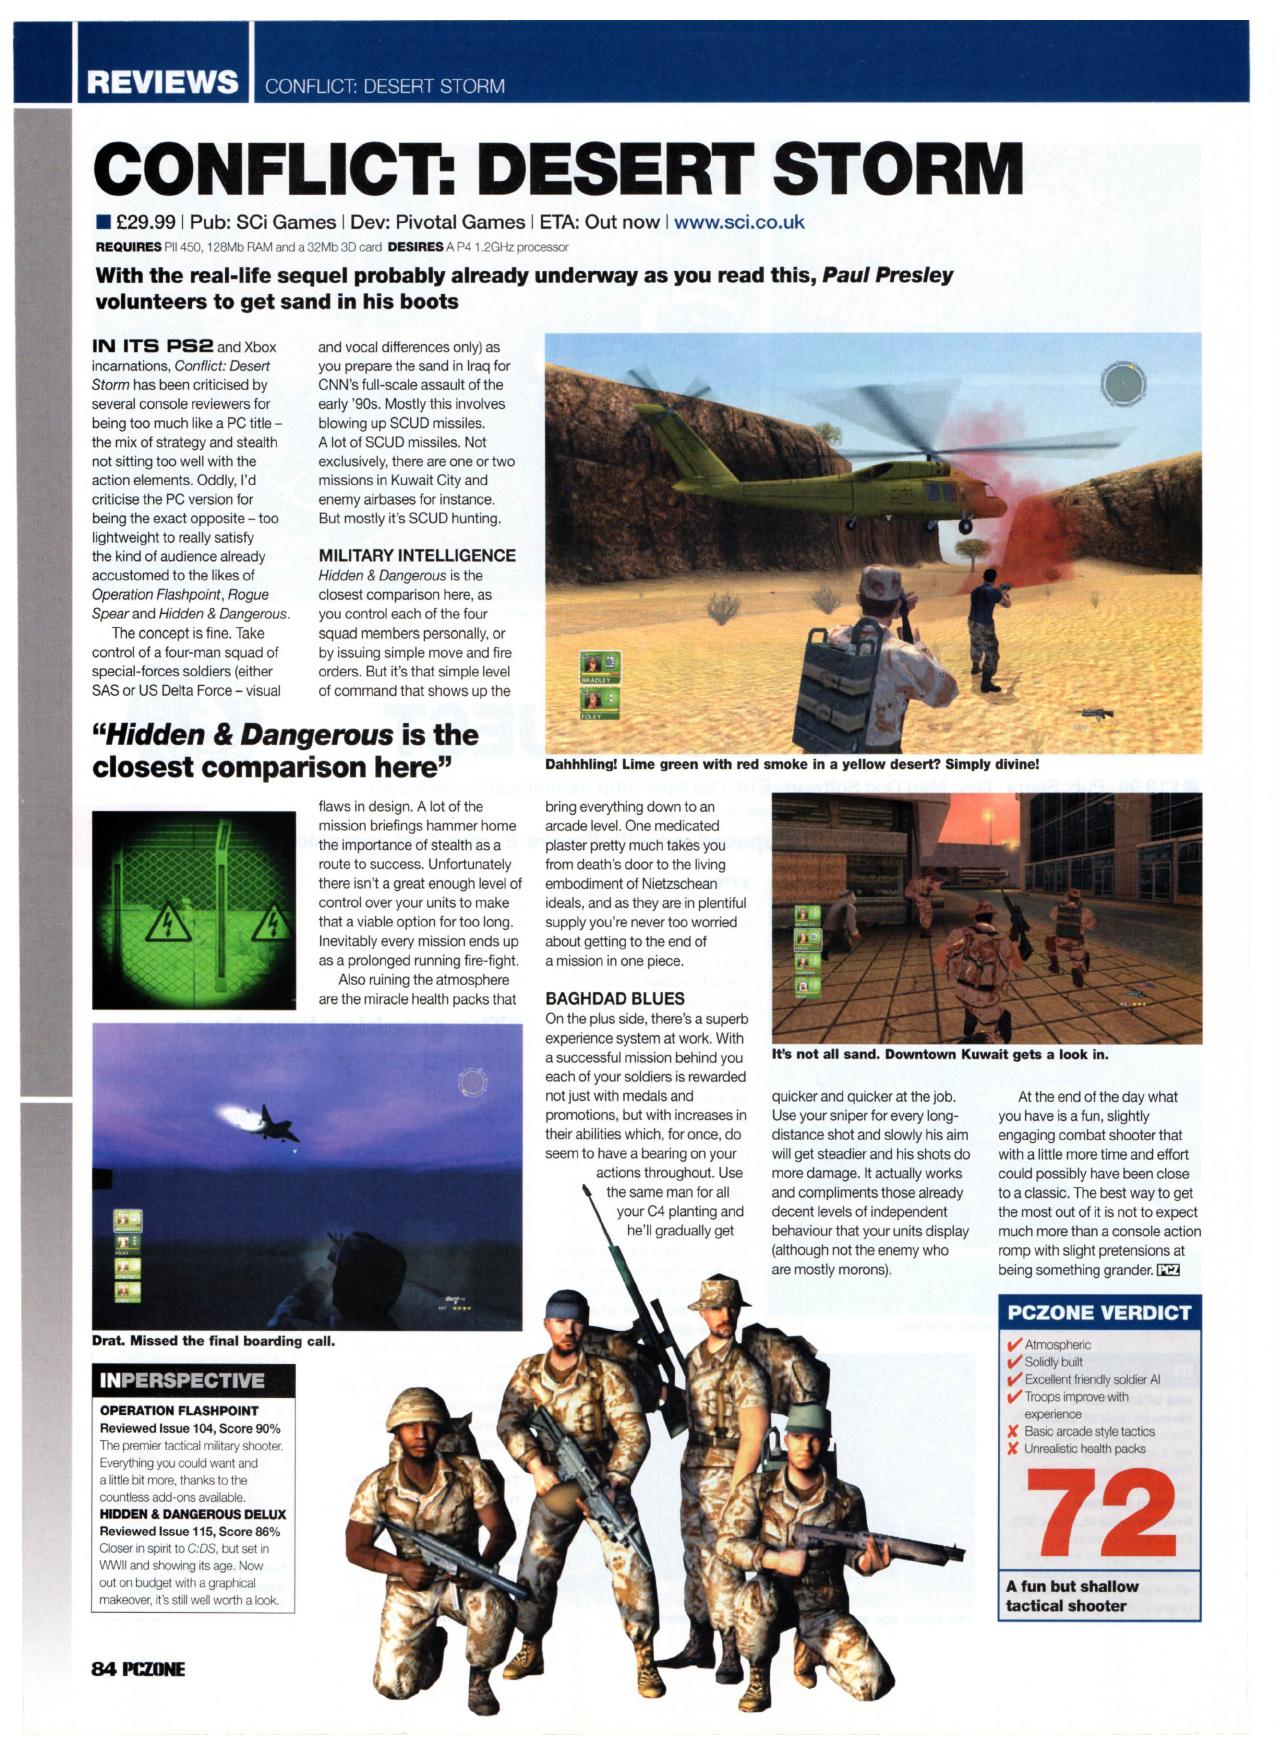 REVIEWS
CONFLICT: DESERT STORM
CONFLICT: DESERT STORM
■ £29.99 | Pub: SCi Games | Dev: Pivotal Games | ETA: Out now | www.sci.co.uk
REQUIRES PII 450, 128Mb RAM and a 32Mb 3D card DESIRES A P4 1.2GHz processor
With the real-life sequel probably already underway as you read this, Paul Presley
volunteers to get sand in his boots
IN ITS PS2 and Xbox
incarnations, Conflict: Desert
Storm has been criticised by
several console reviewers for
being too much like a PC title –
the mix of strategy and stealth
not sitting too well with the
action elements. Oddly, I'd
criticise the PC version for
being the exact opposite – too
lightweight to really satisfy
the kind of audience already
accustomed to the likes of
Operation Flashpoint, Rogue
Spear and Hidden & Dangerous.
The concept is fine. Take
control of a four-man squad of
special-forces soldiers (either
SAS or US Delta Force – visual
and vocal differences only) as
you prepare the sand in Iraq for
CNN's full-scale assault of the
early '90s. Mostly this involves
blowing up SCUD missiles.
A lot of SCUD missiles. Not
exclusively, there are one or two
missions in Kuwait City and
enemy airbases for instance.
But mostly it's SCUD hunting.
MILITARY INTELLIGENCE
Hidden & Dangerous is the
closest comparison here, as
you control each of the four
squad members personally, or
by issuing simple move and fire
orders. But it's that simple level
of command that shows up the
"Hidden & Dangerous is the
closest comparison here"
BRADLEY
FOLEY
Dahhhling! Lime green with red smoke in a yellow desert? Simply divine!
flaws in design. A lot of the
mission briefings hammer home
the importance of stealth as a
route to success. Unfortunately
there isn't a great enough level of
control over your units to make
that a viable option for too long.
Inevitably every mission ends up
as a prolonged running fire-fight.
Also ruining the atmosphere
are the miracle health packs that
bring everything down to an
arcade level. One medicated
plaster pretty much takes you
from death's door to the living
embodiment of Nietzschean
ideals, and as they are in plentiful
supply you're never too worried
about getting to the end of
a mission in one piece.
BAGHDAD BLUES
On the plus side, there's a superb
experience system at work. With
a successful mission behind you
each of your soldiers is rewarded
not just with medals and
promotions, but with increases in
their abilities which, for once, do
seem to have a bearing on your
actions throughout. Use
the same man for all
your C4 planting and
he'll gradually get
It's not all sand. Downtown Kuwait gets a look in.
quicker and quicker at the job.
Use your sniper for every long-
distance shot and slowly his aim
will get steadier and his shots do
more damage. It actually works
and compliments those already
decent levels of independent
behaviour that your units display
(although not the enemy who
are mostly morons).
At the end of the day what
you have is a fun, slightly
engaging combat shooter that
with a little more time and effort
could possibly have been close
to a classic. The best way to get
the most out of it is not to expect
much more than a console action
romp with slight pretensions at
being something grander. PCZ
Drat. Missed the final boarding call.
INPERSPECTIVE
OPERATION FLASHPOINT
Reviewed Issue 104, Score 90%
The premier tactical military shooter.
Everything you could want and
a little bit more, thanks to the
countless add-ons available.
HIDDEN & DANGEROUS DELUX
Reviewed Issue 115, Score 86%
Closer in spirit to C:DS, but set in
WWII and showing its age. Now
out on budget with a graphical
makeover, it's still well worth a look.
PCZONE VERDICT
✓ Atmospheric
✓ Solidly built
✓ Excellent friendly soldier AI
✓ Troops improve with
experience
✗ Basic arcade style tactics
✗ Unrealistic health packs
72
A fun but shallow
tactical shooter
84 PCZONE